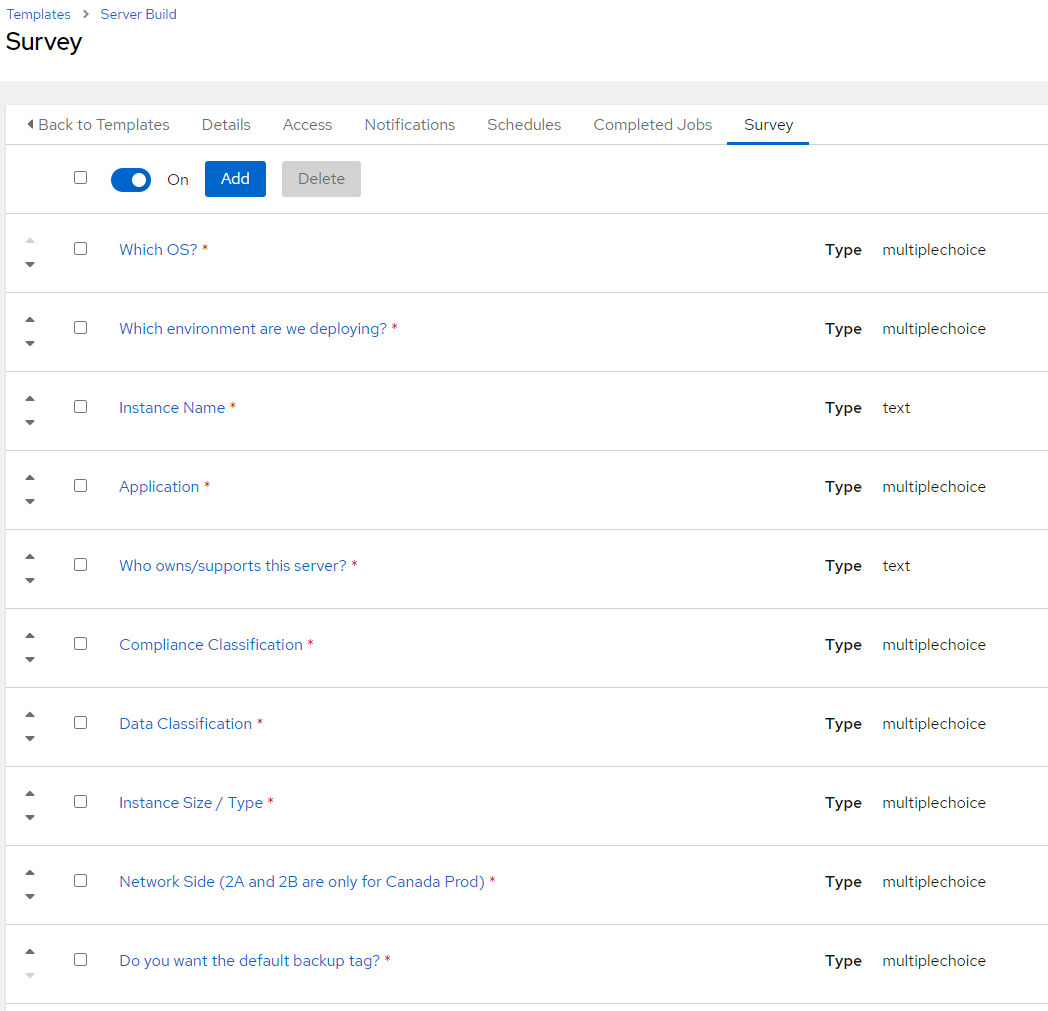 Templates > Server Build
Survey
Back to Templates Details Access Notifications Schedules Completed Jobs Survey
On Add Delete
Which OS? * Type multiplechoice
Which environment are we deploying? * Type multiplechoice
Instance Name * Type text
Application * Type multiplechoice
Who owns/supports this server? * Type text
Compliance Classification * Type multiplechoice
Data Classification * Type multiplechoice
Instance Size / Type * Type multiplechoice
Network Side (2A and 2B are only for Canada Prod) * Type multiplechoice
Do you want the default backup tag? * Type multiplechoice